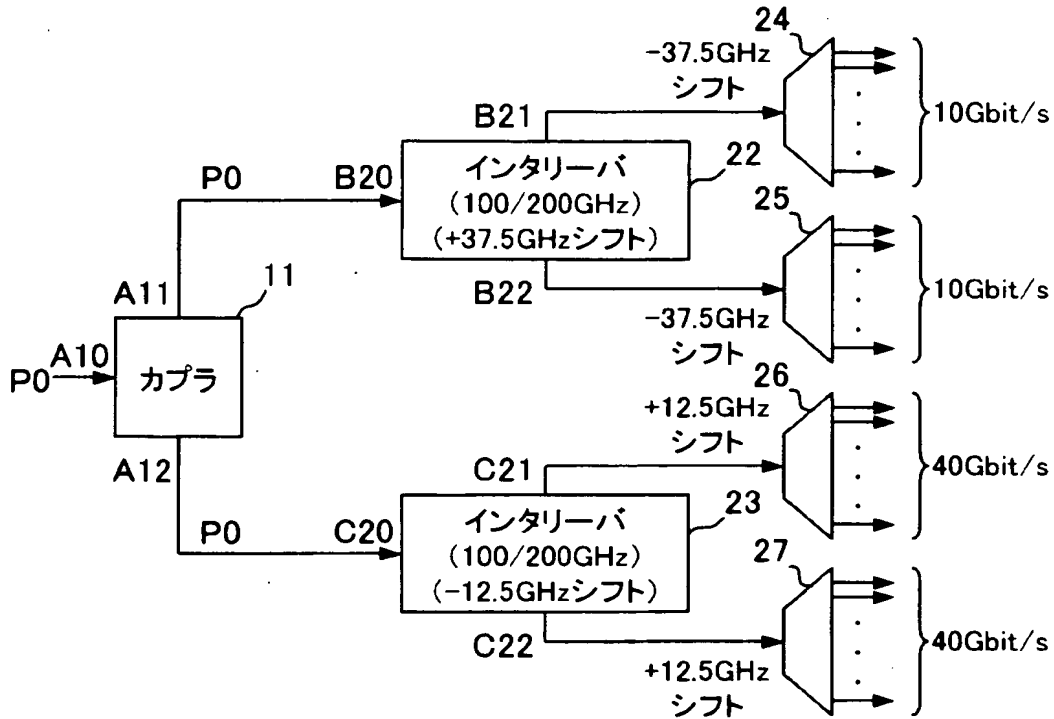 24
-37.5GHz
シフト
10Gbit/s
B21
インタリーバ
(100/200GHz)
(+37.5GHzシフト)
22
P0
B20
25
10Gbit/s
B22
-37.5GHz
シフト
A11
11
P0
A10
カプラ
A12
26
+12.5GHz
シフト
40Gbit/s
C21
インタリーバ
(100/200GHz)
(-12.5GHzシフト)
23
P0
C20
27
40Gbit/s
C22
+12.5GHz
シフト